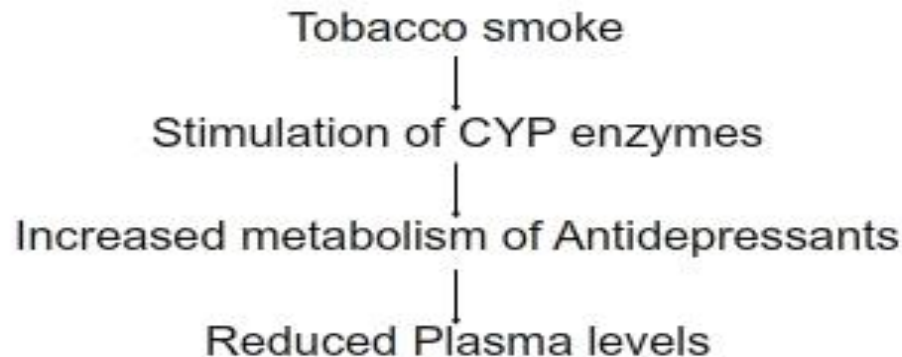 Tobacco smoke
Stimulation of CYP enzymes
Increased metabolism of Antidepressants
Reduced Plasma levels